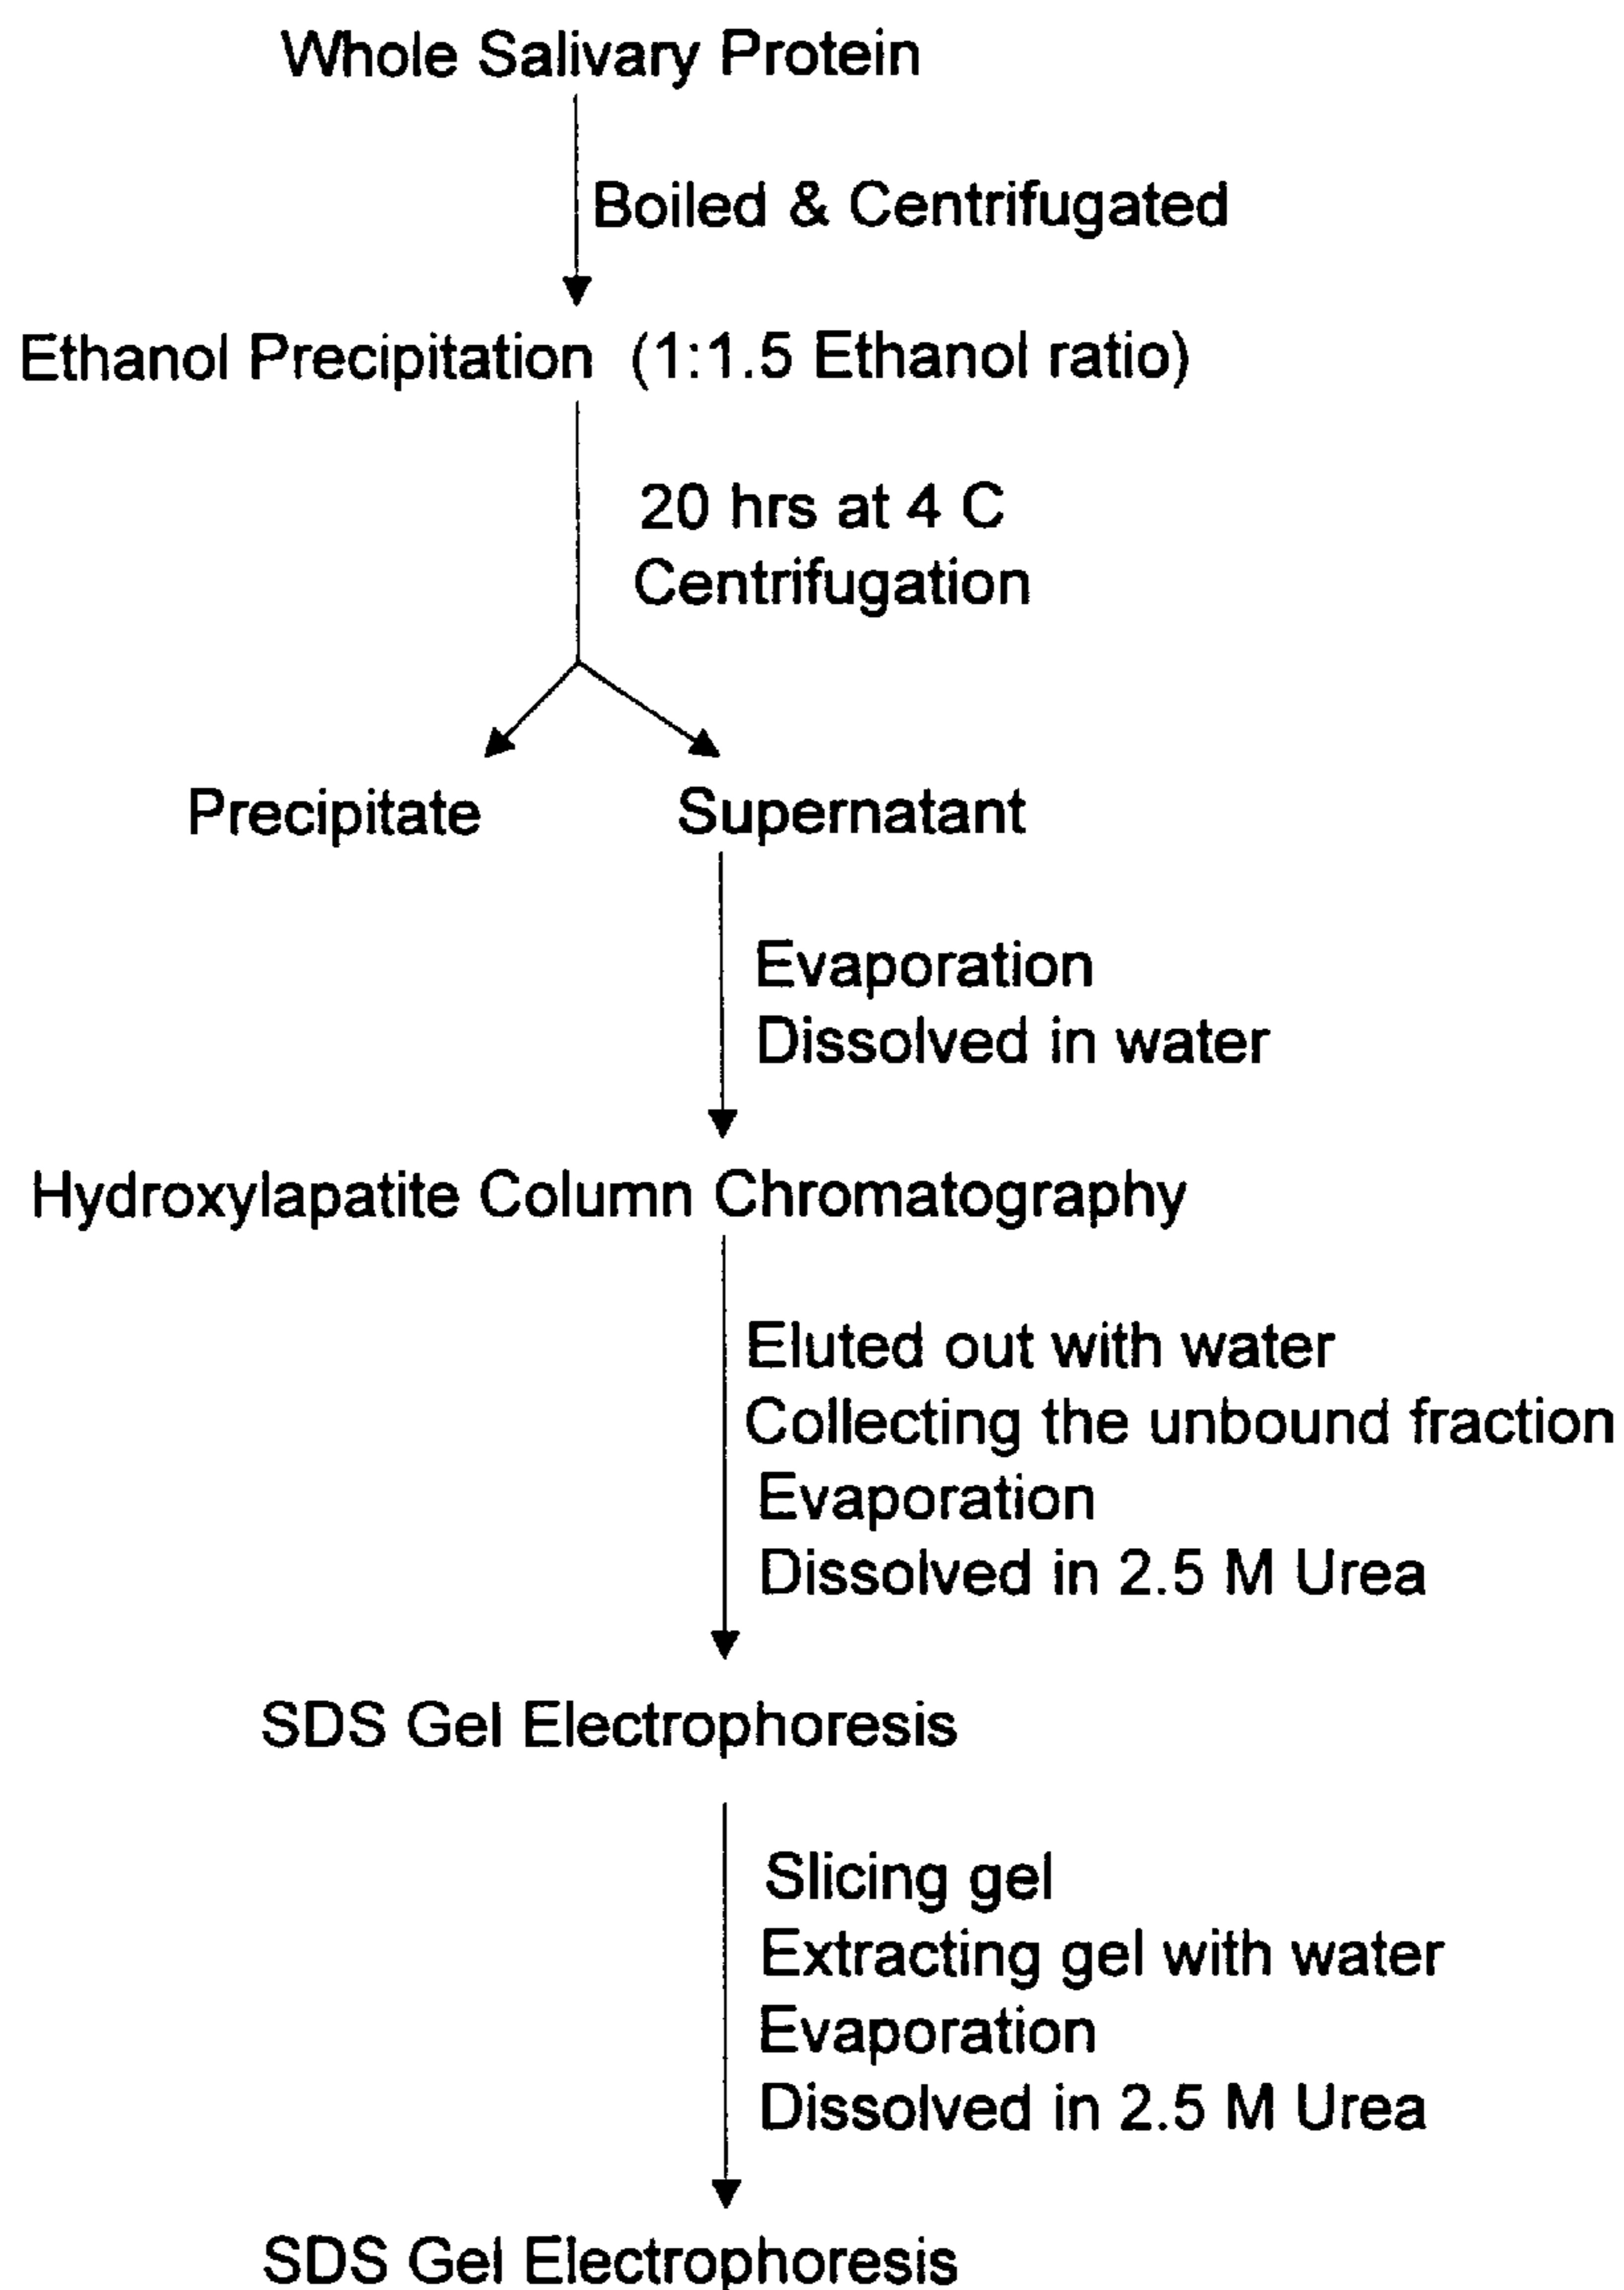 Whole Salivary Protein
Boiled & Centrifugated
Ethanol Precipitation (1:1.5 Ethanol ratio)
20 hrs at 4 C
Centrifugation
Precipitate
Supernatant
Evaporation
Dissolved in water
Hydroxylapatite Column Chromatography
Eluted out with water
Collecting the unbound fraction
Evaporation
Dissolved in 2.5 M Urea
SDS Gel Electrophoresis
Slicing gel
Extracting gel with water
Evaporation
Dissolved in 2.5 M Urea
SDS Gel Electrophoresis